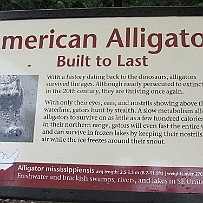 merican Alligato
Built to Last
With a history dating back to the dinosaurs, alligators
survived the ages. Although nearly persecuted to extinct
in the 20th century, they are thriving once again.
With only their eyes, ears, and nostrils showing above the
waterline, gators hunt by stealth. A slow metabolism all
alligators to survive on as little as a few hundred calories
in their northern range, gators will even fast the entire
and can survive in frozen lakes by keeping their nostrils
air while the ice freezes around their snout.
Alligator mississippiensis
Freshwater and brackish swamps, rivers, and lakes in SE Unit